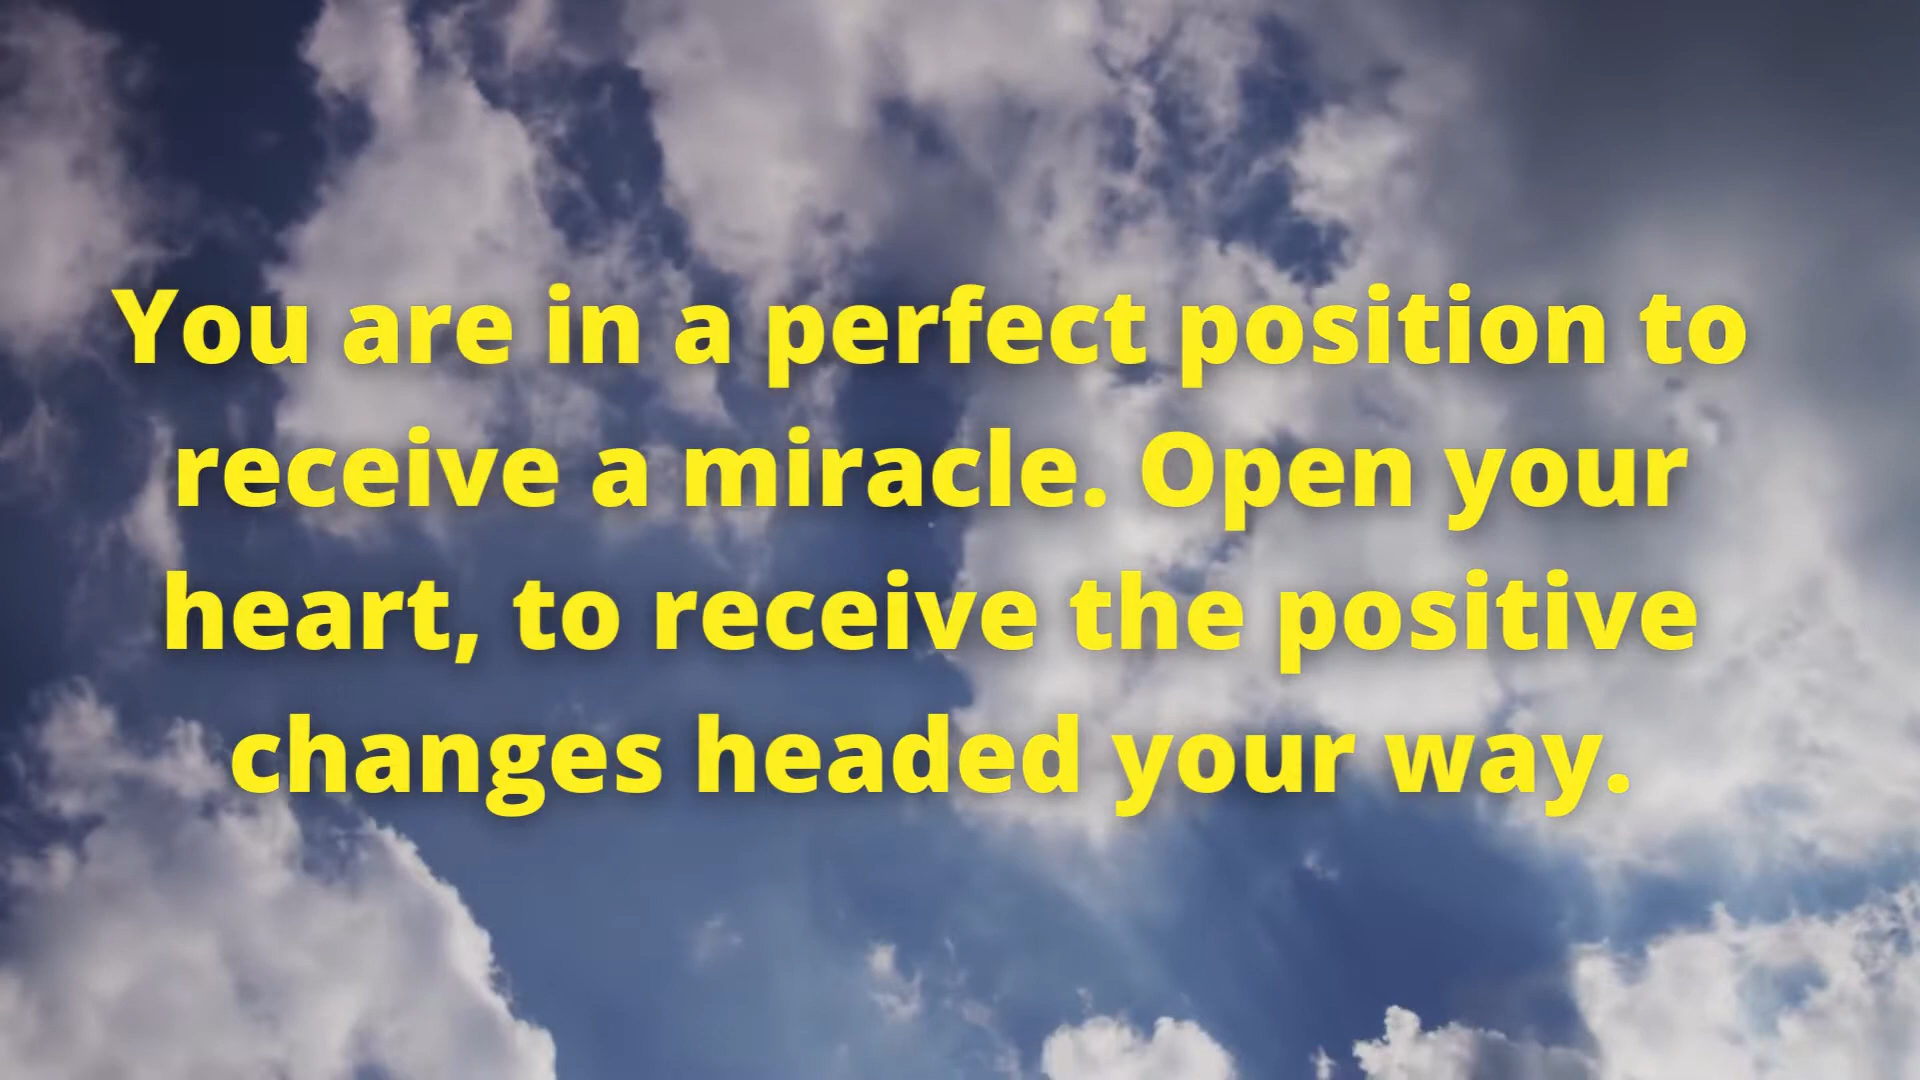 You are in a perfect position to
receive a miracle. Open your
heart, to receive the positive
changes headed your way.